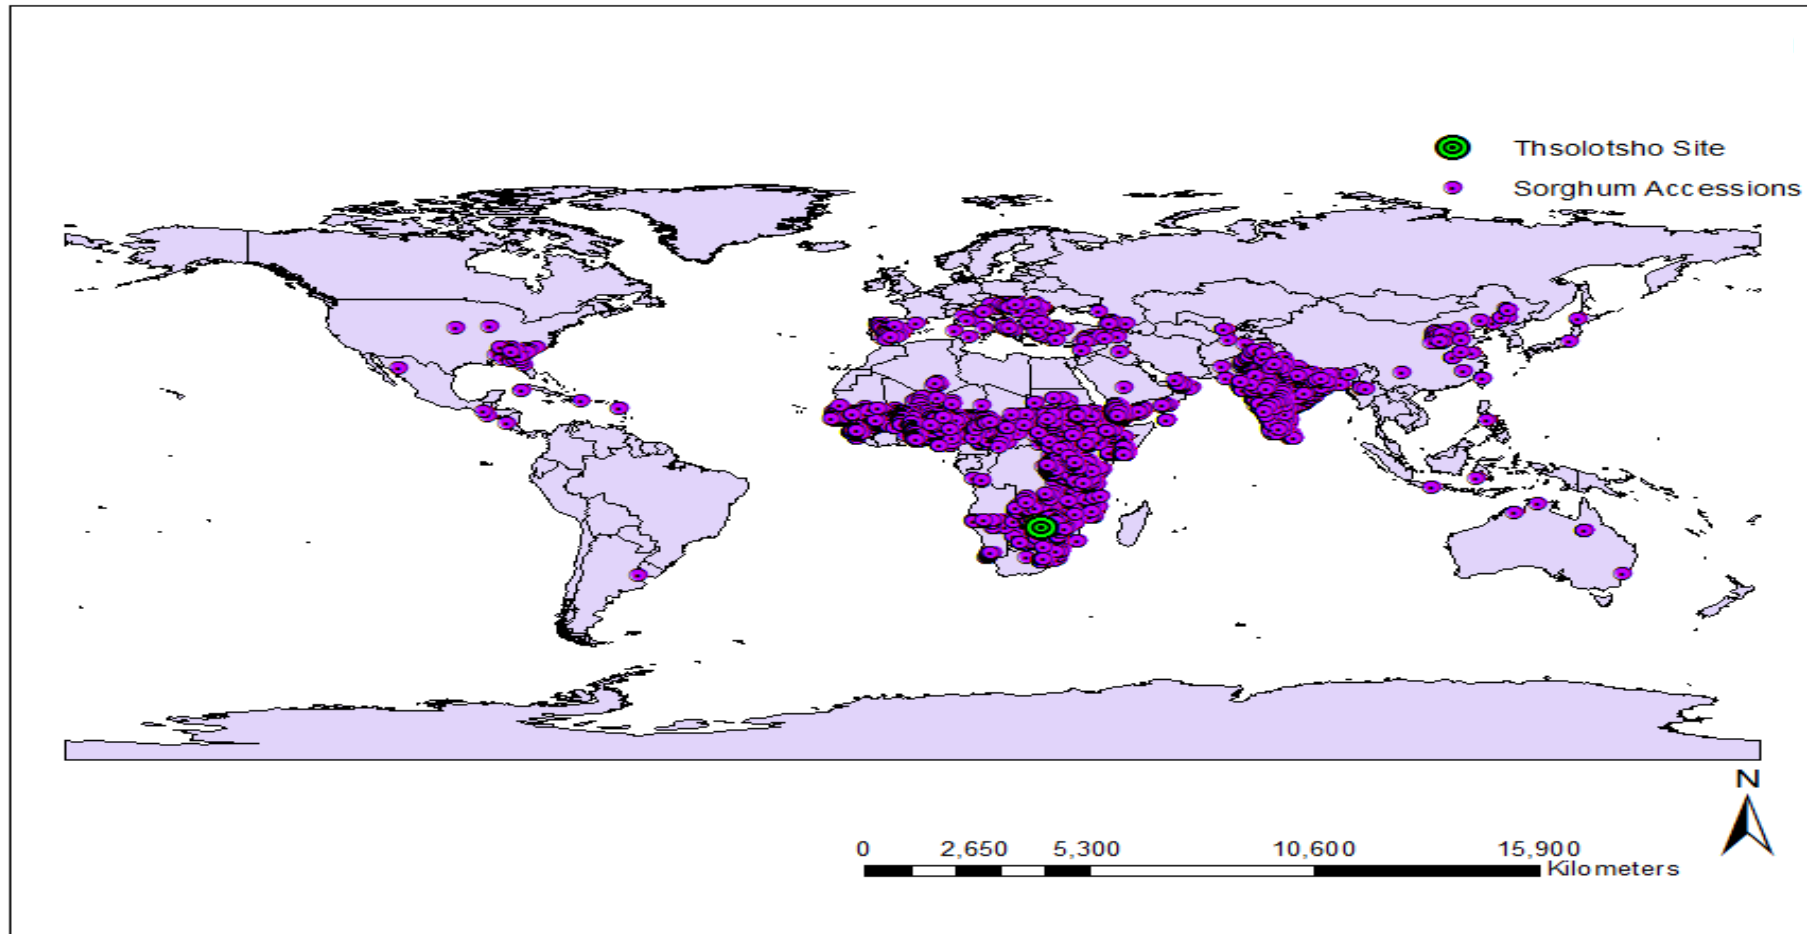 Thsolotsho Site
Sorghum Accessions
N
0 2,650 5,300 10,600 15,900
Kilometers